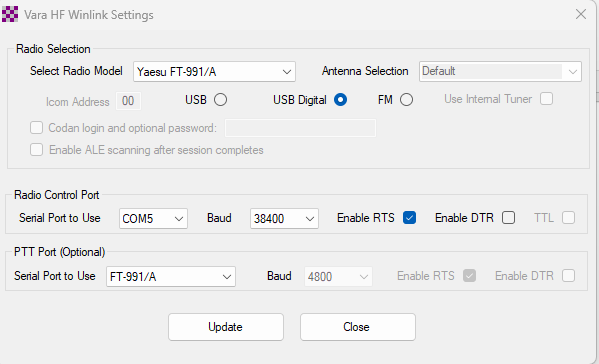 Vara HF Winlink Settings
Radio Selection
Select Radio Model Yaesu FT-991/A Antenna Selection Default
Icom Address 00 USB USB Digital FM Use Internal Tuner
Codan login and optional password:
Enable ALE scanning after session completes
Radio Control Port
Serial Port to Use COM5 Baud 38400 Enable RTS Enable DTR TTL
PTT Port (Optional)
Serial Port to Use FT-991/A Baud 4800 Enable RTS Enable DTR
Update Close